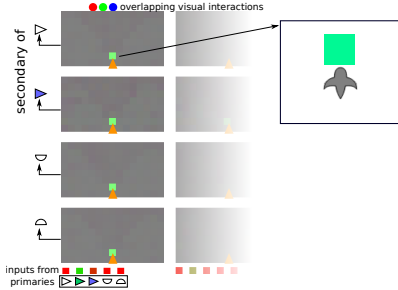 overlapping visual interactions
secondary of
inputs from
primaries